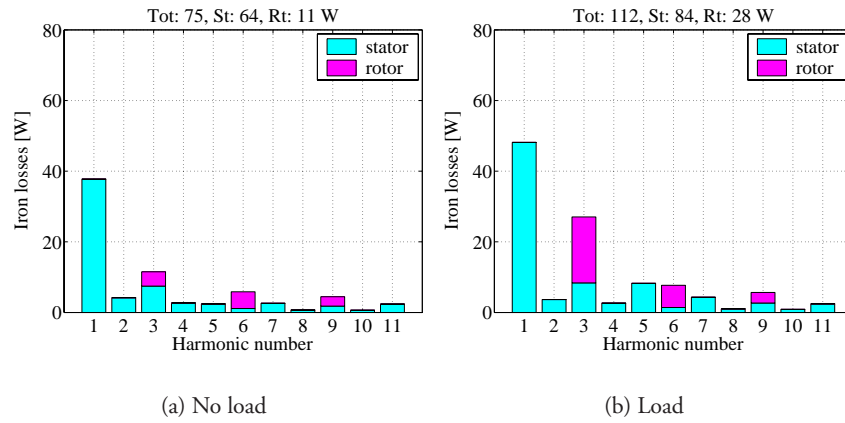 Tot: 75, St: 64, Rt: 11 W
80
60
40
20
0
Iron losses [W]
stator
rotor
1 2 3 4 5 6 7 8 9 10 11
Harmonic number
(a) No load
Tot: 112, St: 84, Rt: 28 W
80
60
40
20
0
Iron losses [W]
stator
rotor
1 2 3 4 5 6 7 8 9 10 11
Harmonic number
(b) Load